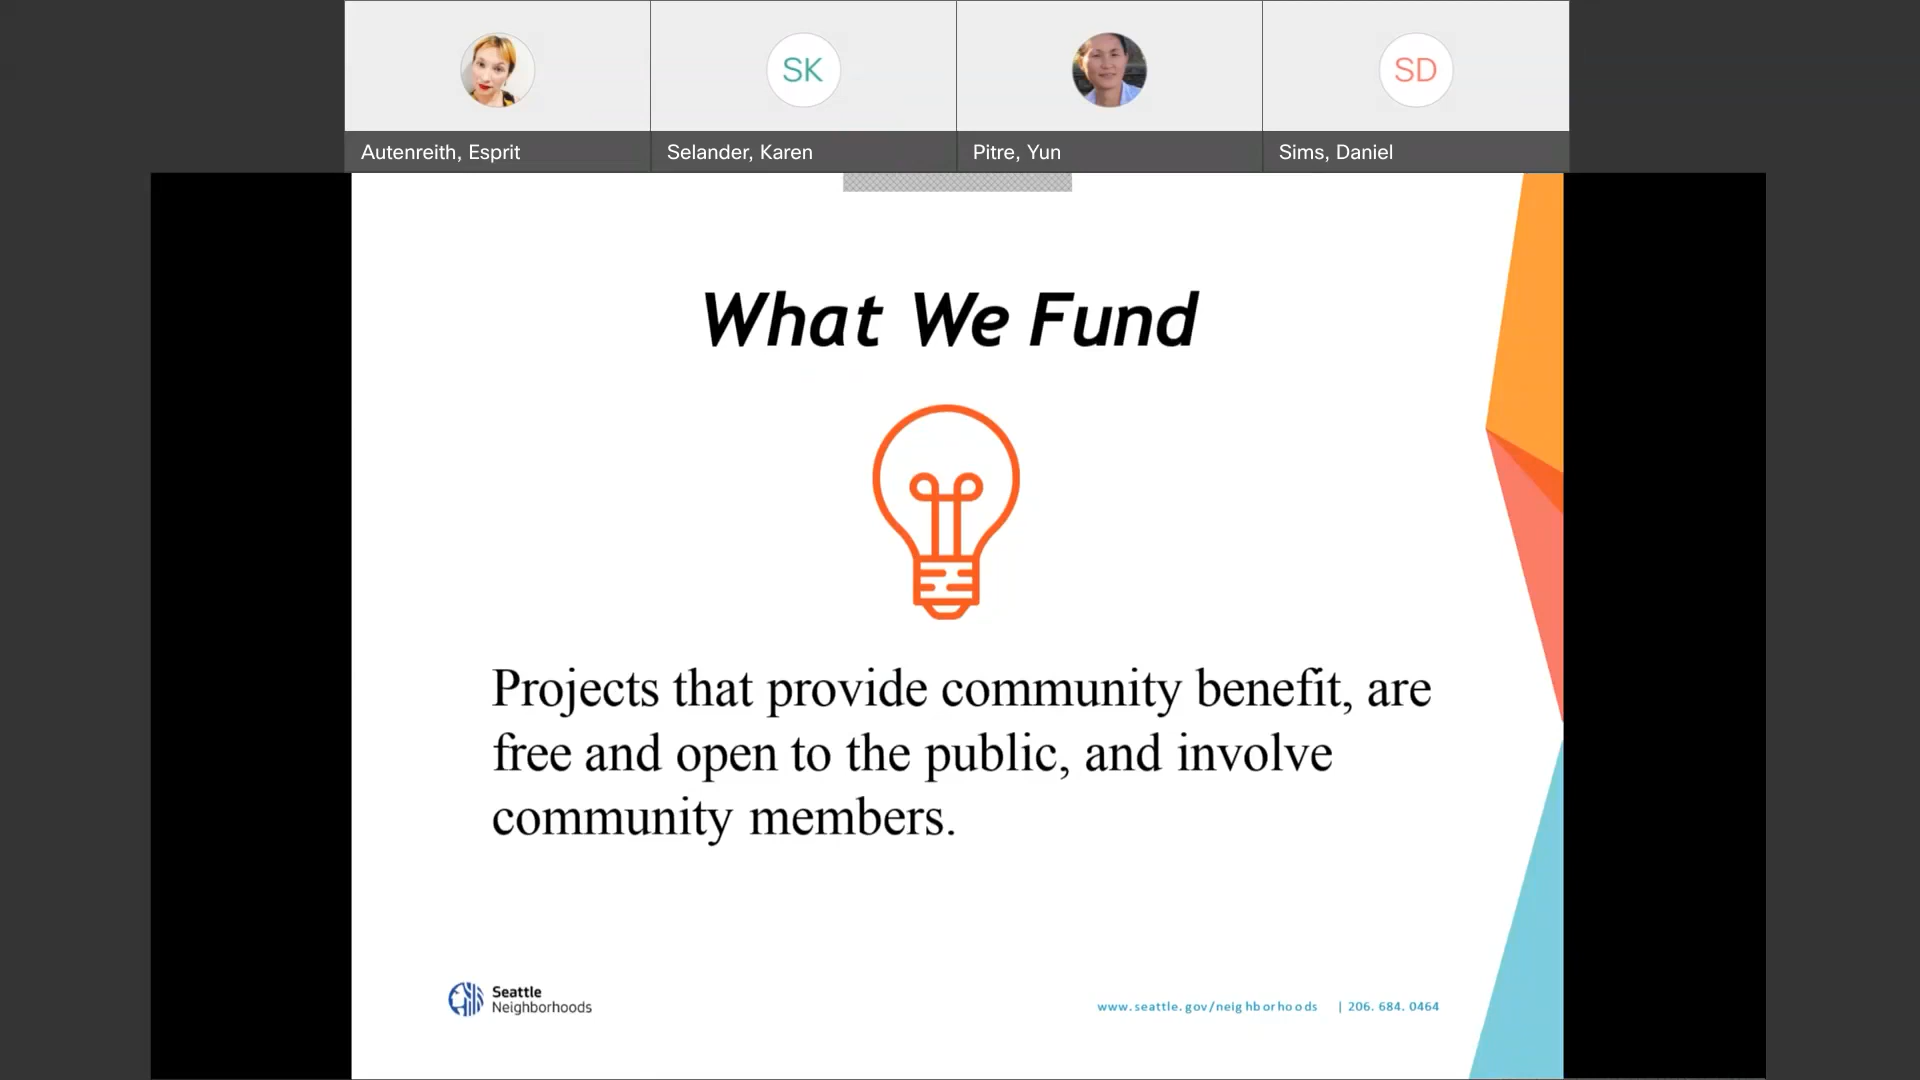 SK
SD
Autenreith, Esprit
Selander, Karen
Pitre, Yun
Sims, Daniel
What We Fund
Projects that provide community benefit, are
free and open to the public, and involve
community members.
Seattle
Neighborhoods
www.seattle.gov/neighborhoods | 206. 684. 0464